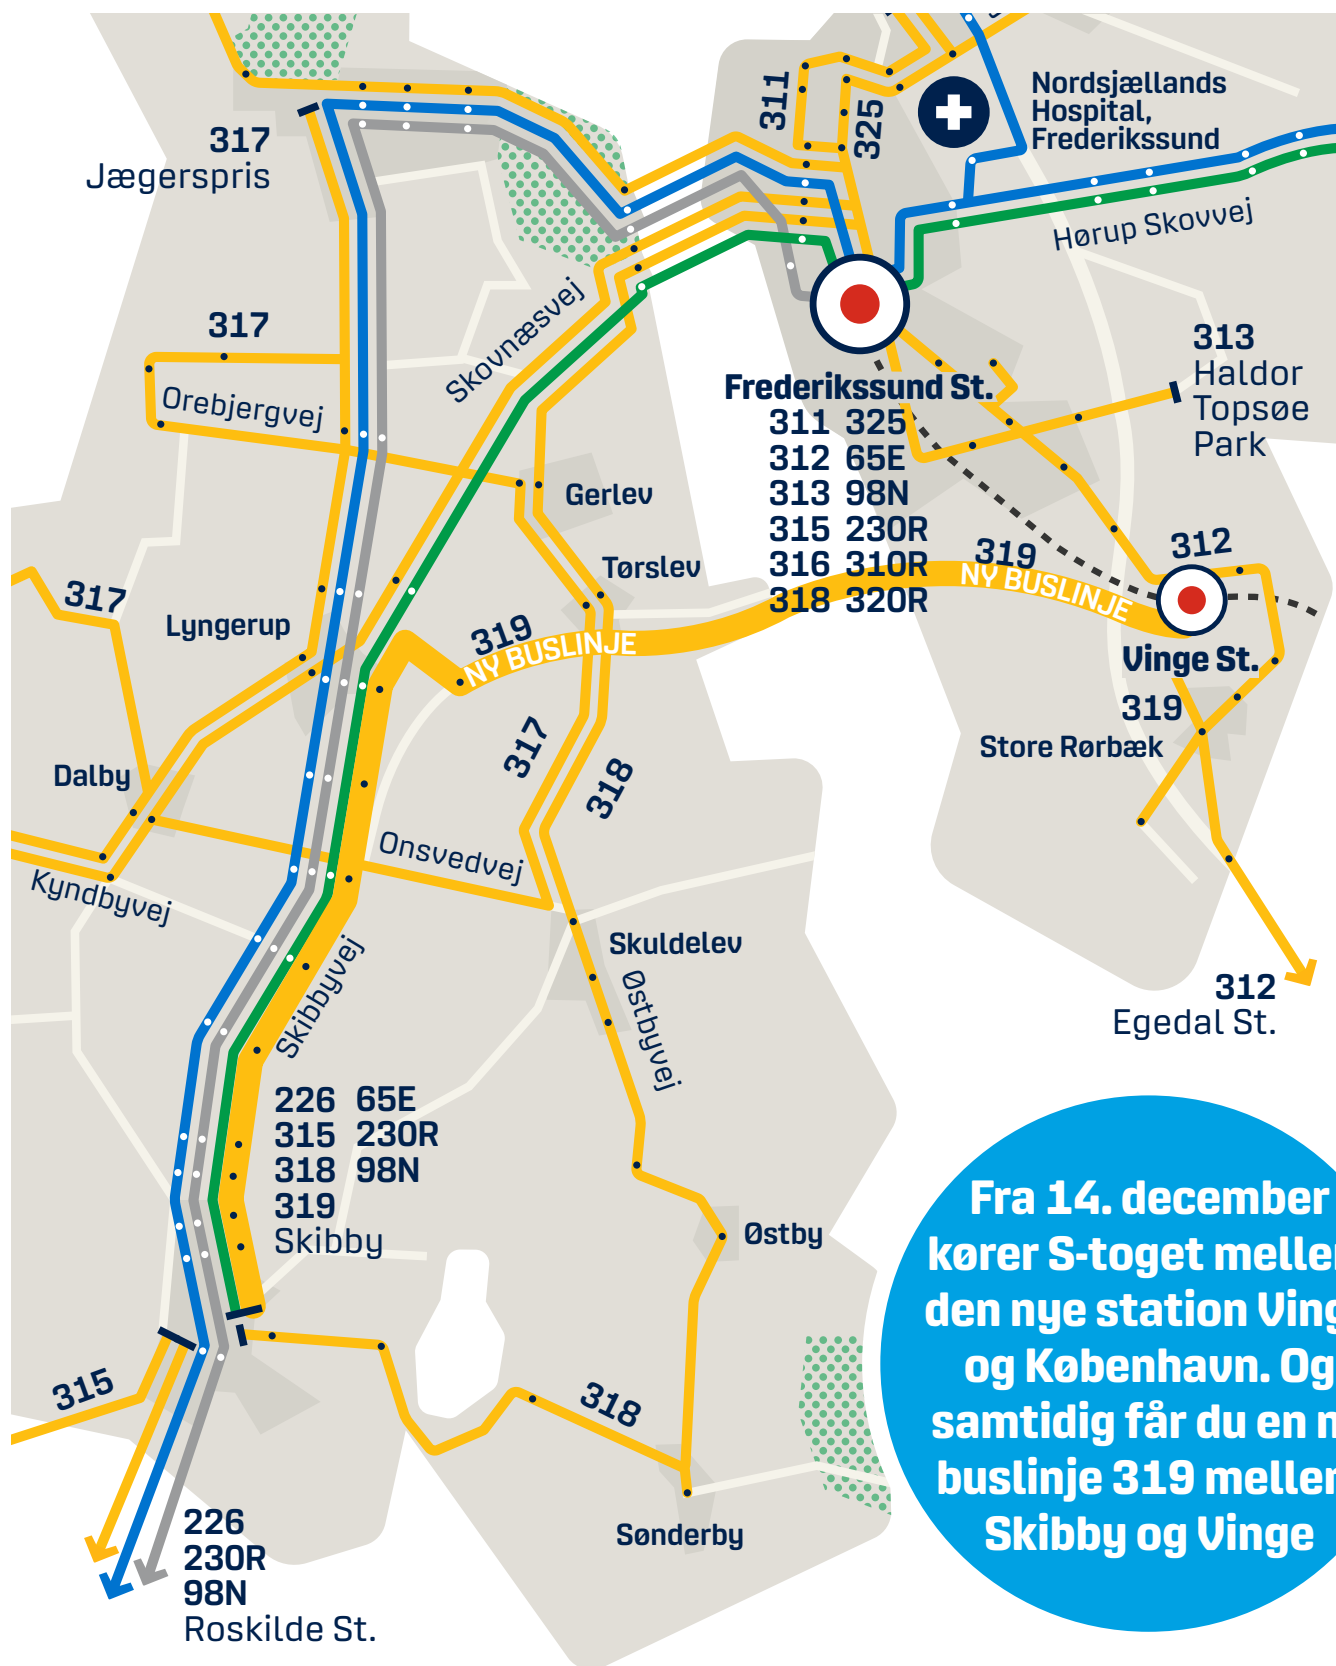 311
325
Nordsjællands
Hospital,
Frederikssund
317
Jægerspris
Hørup Skovvej
Skovnæsvej
317
Orebjergvej
313
Haldor
Topsøe
Park
Frederikssund St.
311 325
312 65E
313 98N
315 230R
316 310R
318 320R
Gerlev
Tørslev
319
NY BUSLINJE
312
317
Lyngerup
319
NY BUSLINJE
Vinge St.
319
Store Rørbæk
317
318
Dalby
Onsvedvej
Kyndbyvej
Skibbyvej
Skuldelev
Østbyvej
312
Egedal St.
226 65E
315 230R
318 98N
319
Skibby
Østby
Fra 14. december
kører S-toget mellem
den nye station Vinge
og København. Og
samtidig får du en n
buslinje 319 mellem
Skibby og Vinge
315
318
Sønderby
226
230R
98N
Roskilde St.